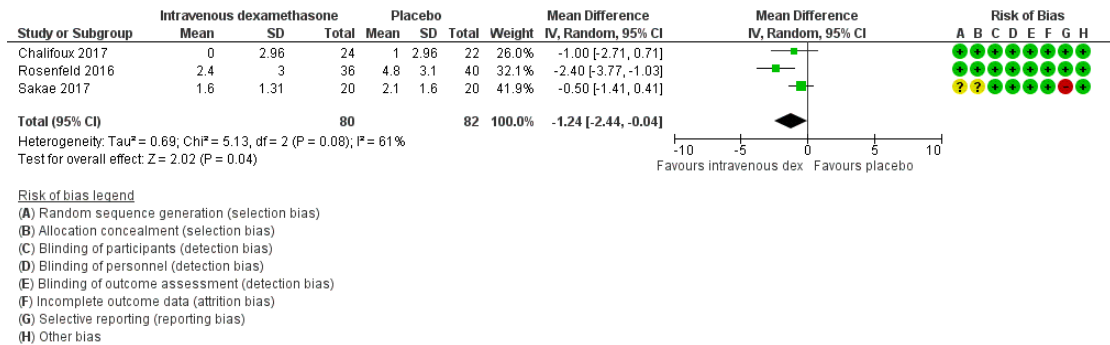 Intravenous dexamethasone Placebo Mean Difference Mean Difference Risk of Bias
Study or Subgroup Mean SD Total Mean SD Total Weight IV, Random, 95% CI IV, Random, 95% CI A B C D E F G H
Chalifoux 2017 0 2.96 24 1 2.96 22 26.0% -1.00 [-2.71, 0.71] + + + + + + + +
Rosenfeld 2016 2.4 3 36 4.8 3.1 40 32.1% -2.40 [-3.77, -1.03] + + + + + + + +
Sakae 2017 1.6 1.31 20 2.1 1.6 20 41.9% -0.50 [-1.41, 0.41] ? ? + + + + - +
Total (95% CI) 80 82 100.0% -1.24 [-2.44, -0.04]
Heterogeneity: Tau² = 0.69; Chi² = 5.13, df = 2 (P = 0.08); I² = 61%
Test for overall effect: Z = 2.02 (P = 0.04)
-10 -5 0 5 10
Favours intravenous dex Favours placebo
Risk of bias legend
(A) Random sequence generation (selection bias)
(B) Allocation concealment (selection bias)
(C) Blinding of participants (detection bias)
(D) Blinding of personnel (detection bias)
(E) Blinding of outcome assessment (detection bias)
(F) Incomplete outcome data (attrition bias)
(G) Selective reporting (reporting bias)
(H) Other bias